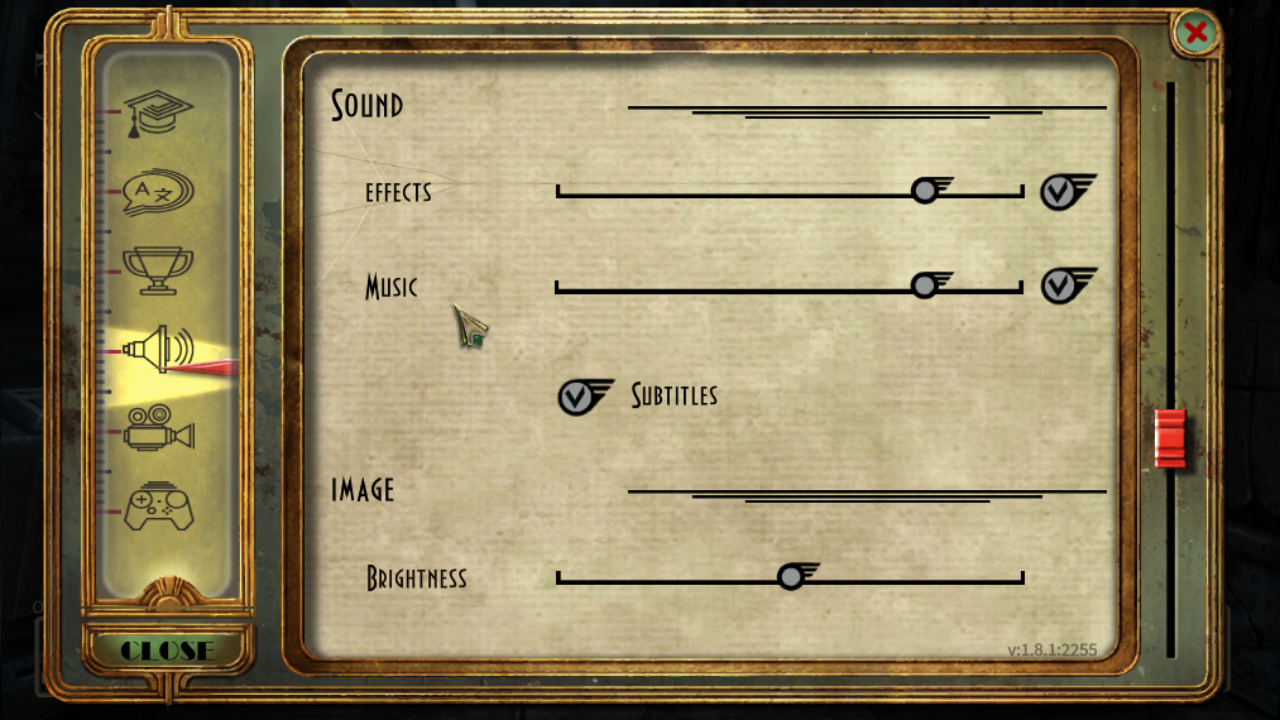 SOUND
EFFECTS
MUSIC
SUBTITLES
IMAGE
BRIGHTNESS
CLOSE
v:1.8.1:2255